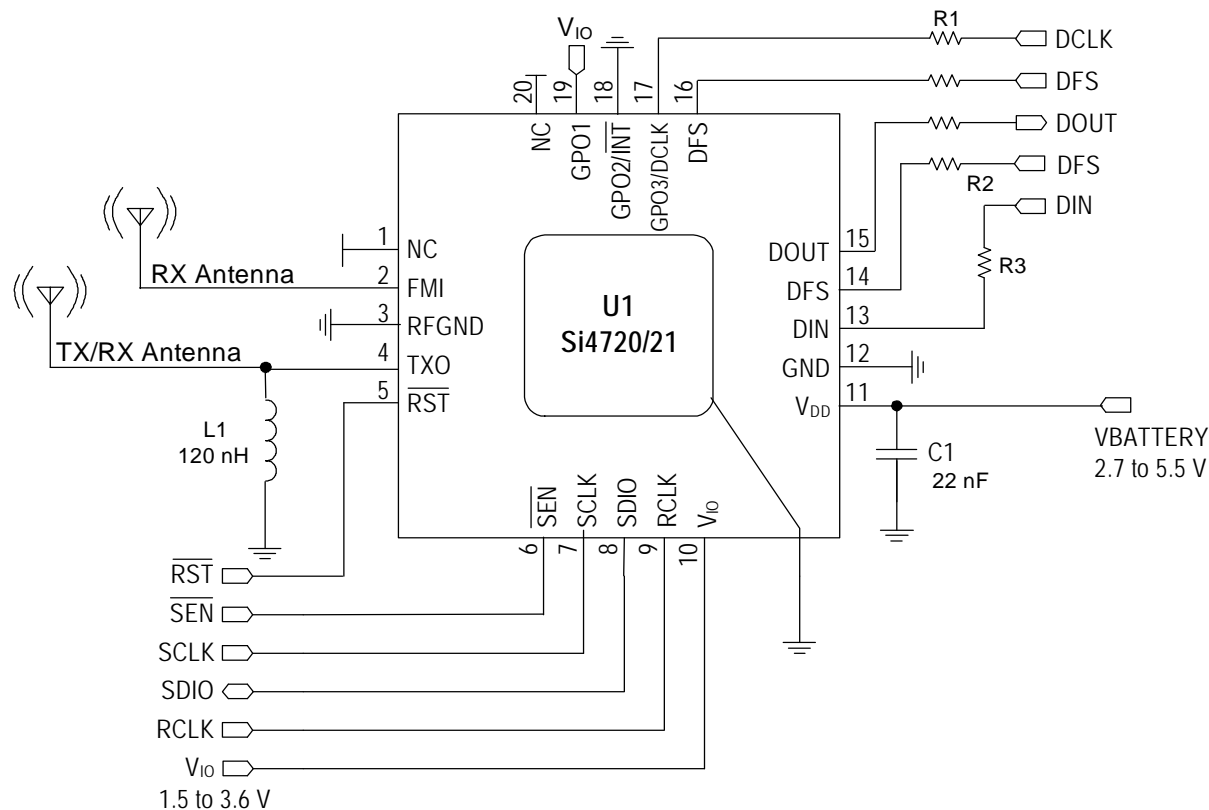 R1
DCLK
DFS
DOUT
DFS
R2
DIN
R3
VIO
20
19
18
17
16
NC
GPO1
GPO2/INT
GPO3/DCLK
DFS
RX Antenna
TX/RX Antenna
1
NC
2
FMI
3
RFGND
4
TXO
5
RST
U1
Si4720/21
DOUT
15
DFS
14
DIN
13
GND
12
VDD
11
L1
120 nH
C1
22 nF
VBATTERY
2.7 to 5.5 V
SEN
SCLK
SDIO
RCLK
VIO
6
7
8
9
10
RST
SEN
SCLK
SDIO
RCLK
VIO
1.5 to 3.6 V